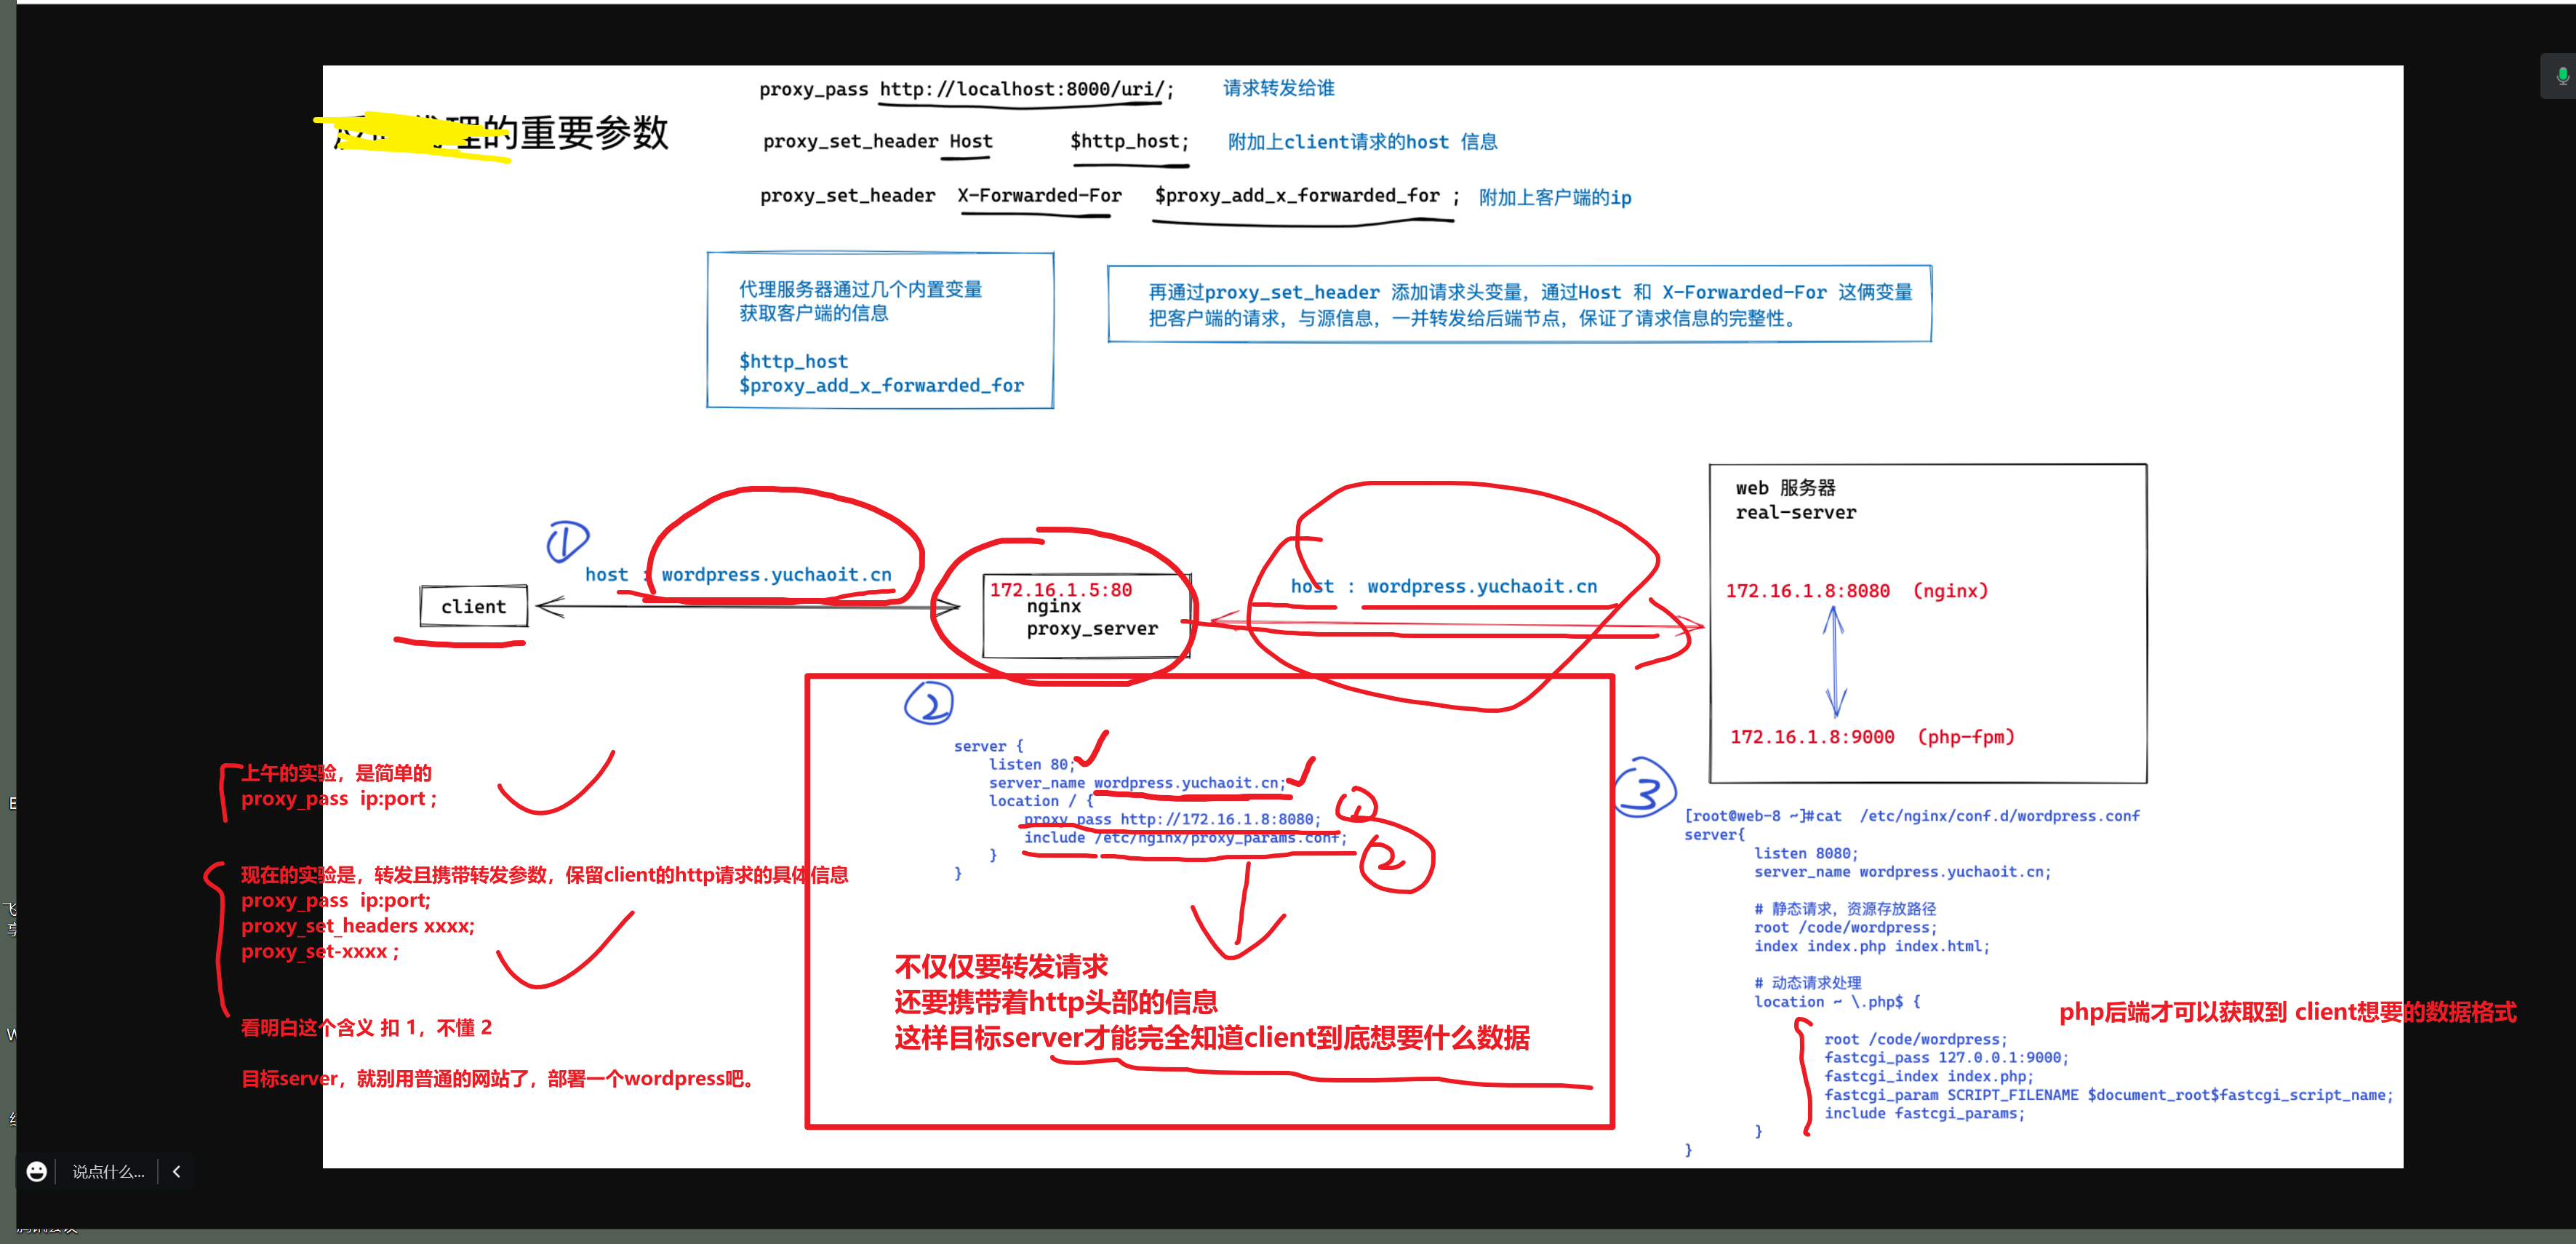 proxy_pass http://localhost:8000/uri/; 请求转发给谁
理的重要参数
proxy_set_header Host $http_host; 附加上client请求的host 信息
proxy_set_header X-Forwarded-For $proxy_add_x_forwarded_for ; 附加上客户端的ip
代理服务器通过几个内置变量
获取客户端的信息
$http_host
$proxy_add_x_forwarded_for
再通过proxy_set_header 添加请求头变量，通过Host 和 X-Forwarded-For 这俩变量
把客户端的请求，与源信息，一并转发给后端节点，保证了请求信息的完整性。
①
host : wordpress.yuchaoit.cn
client
172.16.1.5:80
nginx
proxy_server
host : wordpress.yuchaoit.cn
web 服务器
real-server
172.16.1.8:8080 (nginx)
172.16.1.8:9000 (php-fpm)
②
server {
listen 80;
server_name wordpress.yuchaoit.cn;
location / {
proxy_pass http://172.16.1.8:8080;
include /etc/nginx/proxy_params.conf;
}
}
①
②
不仅仅要转发请求
还要携带着http头部的信息
这样目标server才能完全知道client到底想要什么数据
上午的实验，是简单的
proxy_pass ip:port ;
现在的实验是，转发且携带转发参数，保留client的http请求的具体信息
proxy_pass ip:port;
proxy_set_headers xxxx;
proxy_set-xxxx ;
看明白这个含义 扣 1，不懂 2
目标server，就别用普通的网站了，部署一个wordpress吧。
③
[root@web-8 ~]#cat /etc/nginx/conf.d/wordpress.conf
server{
listen 8080;
server_name wordpress.yuchaoit.cn;
# 静态请求，资源存放路径
root /code/wordpress;
index index.php index.html;
# 动态请求处理
location ~ \.php$ {
root /code/wordpress;
fastcgi_pass 127.0.0.1:9000;
fastcgi_index index.php;
fastcgi_param SCRIPT_FILENAME $document_root$fastcgi_script_name;
include fastcgi_params;
}
}
php后端才可以获取到 client想要的数据格式
说点什么...